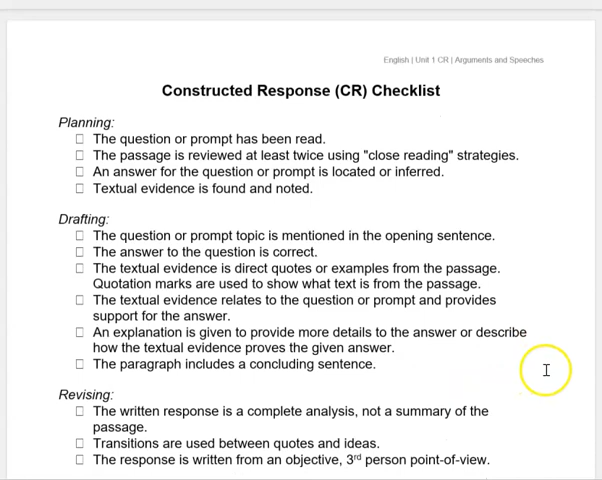 English | Unit 1 CR | Arguments and Speeches
Constructed Response (CR) Checklist
Planning:
☐ The question or prompt has been read.
☐ The passage is reviewed at least twice using "close reading" strategies.
☐ An answer for the question or prompt is located or inferred.
☐ Textual evidence is found and noted.
Drafting:
☐ The question or prompt topic is mentioned in the opening sentence.
☐ The answer to the question is correct.
☐ The textual evidence is direct quotes or examples from the passage.
Quotation marks are used to show what text is from the passage.
☐ The textual evidence relates to the question or prompt and provides
support for the answer.
☐ An explanation is given to provide more details to the answer or describe
how the textual evidence proves the given answer.
☐ The paragraph includes a concluding sentence.
Revising:
☐ The written response is a complete analysis, not a summary of the
passage.
☐ Transitions are used between quotes and ideas.
☐ The response is written from an objective, 3rd person point-of-view.